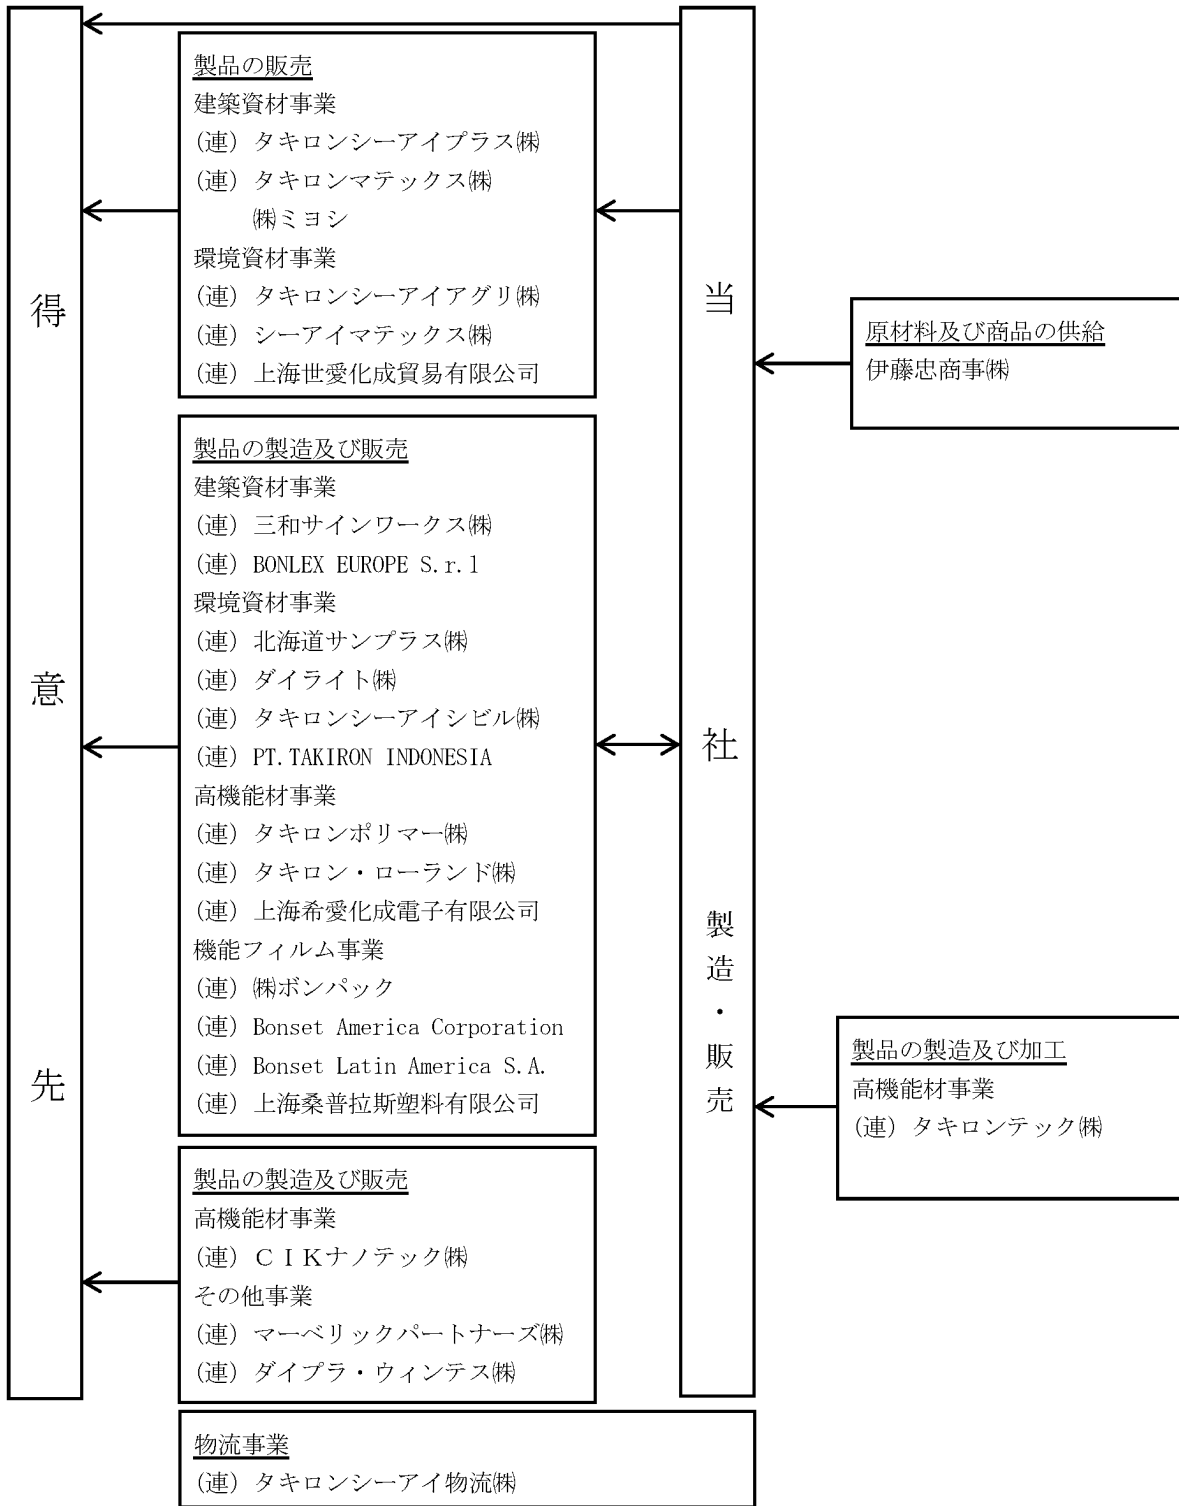 得意先
製品の販売
建築資材事業
(連) タキロンシーアイプラス㈱
(連) タキロンマテックス㈱
㈱ミヨシ
環境資材事業
(連) タキロンシーアイアグリ㈱
(連) シーアイマテックス㈱
(連) 上海世愛化成貿易有限公司
製品の製造及び販売
建築資材事業
(連) 三和サインワークス㈱
(連) BONLEX EUROPE S.r.l
環境資材事業
(連) 北海道サンプラス㈱
(連) ダイライト㈱
(連) タキロンシーアイシビル㈱
(連) PT.TAKIRON INDONESIA
高機能材事業
(連) タキロンポリマー㈱
(連) タキロン・ローランド㈱
(連) 上海希愛化成電子有限公司
機能フィルム事業
(連) ㈱ボンパック
(連) Bonset America Corporation
(連) Bonset Latin America S.A.
(連) 上海桑普拉斯塑料有限公司
製品の製造及び販売
高機能材事業
(連) ＣＩＫナノテック㈱
その他事業
(連) マーベリックパートナーズ㈱
(連) ダイプラ・ウィンテス㈱
物流事業
(連) タキロンシーアイ物流㈱
当社
製造・販売
原材料及び商品の供給
伊藤忠商事㈱
製品の製造及び加工
高機能材事業
(連) タキロンテック㈱